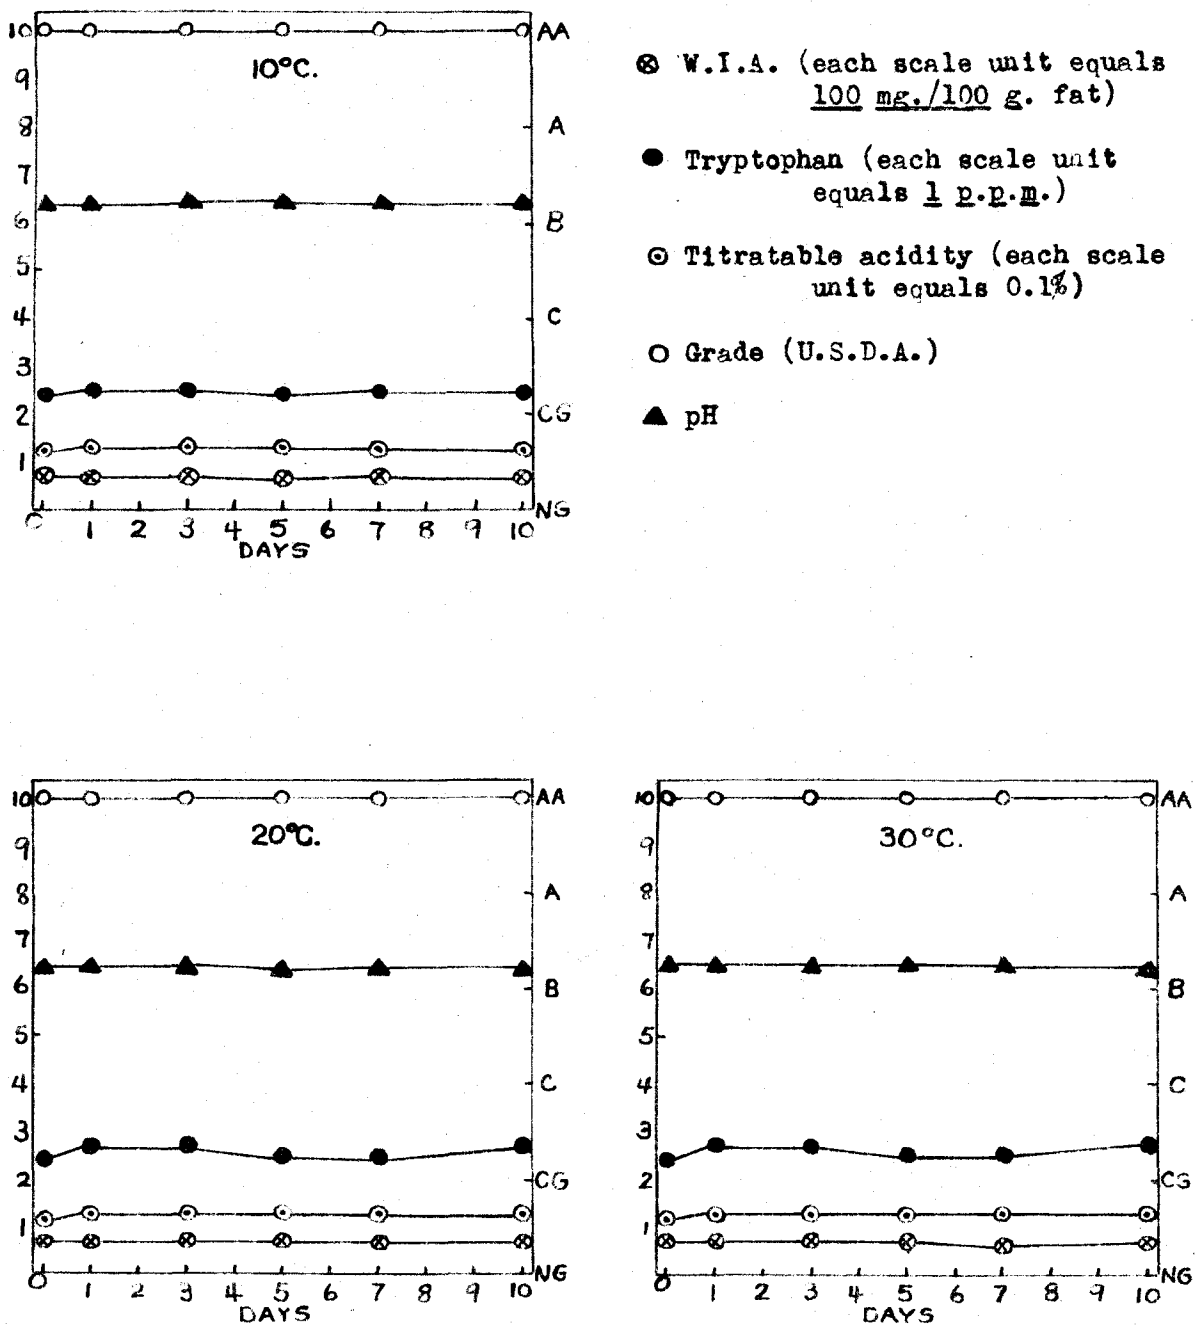 10 AA
10°C.
9
8 A
7
6 B
5
4 C
3
2 CG
1
NG
0 1 2 3 4 5 6 7 8 9 10
DAYS
W.I.A. (each scale unit equals
100 mg./100 g. fat)
Tryptophan (each scale unit
equals 1 p.p.m.)
Titratable acidity (each scale
unit equals 0.1%)
Grade (U.S.D.A.)
pH
10 AA
20°C.
9
8 A
7
6 B
5
4 C
3
2 CG
1
NG
0 1 2 3 4 5 6 7 8 9 10
DAYS
10 AA
30°C.
9
8 A
7
6 B
5
4 C
3
2 CG
1
NG
0 1 2 3 4 5 6 7 8 9 10
DAYS